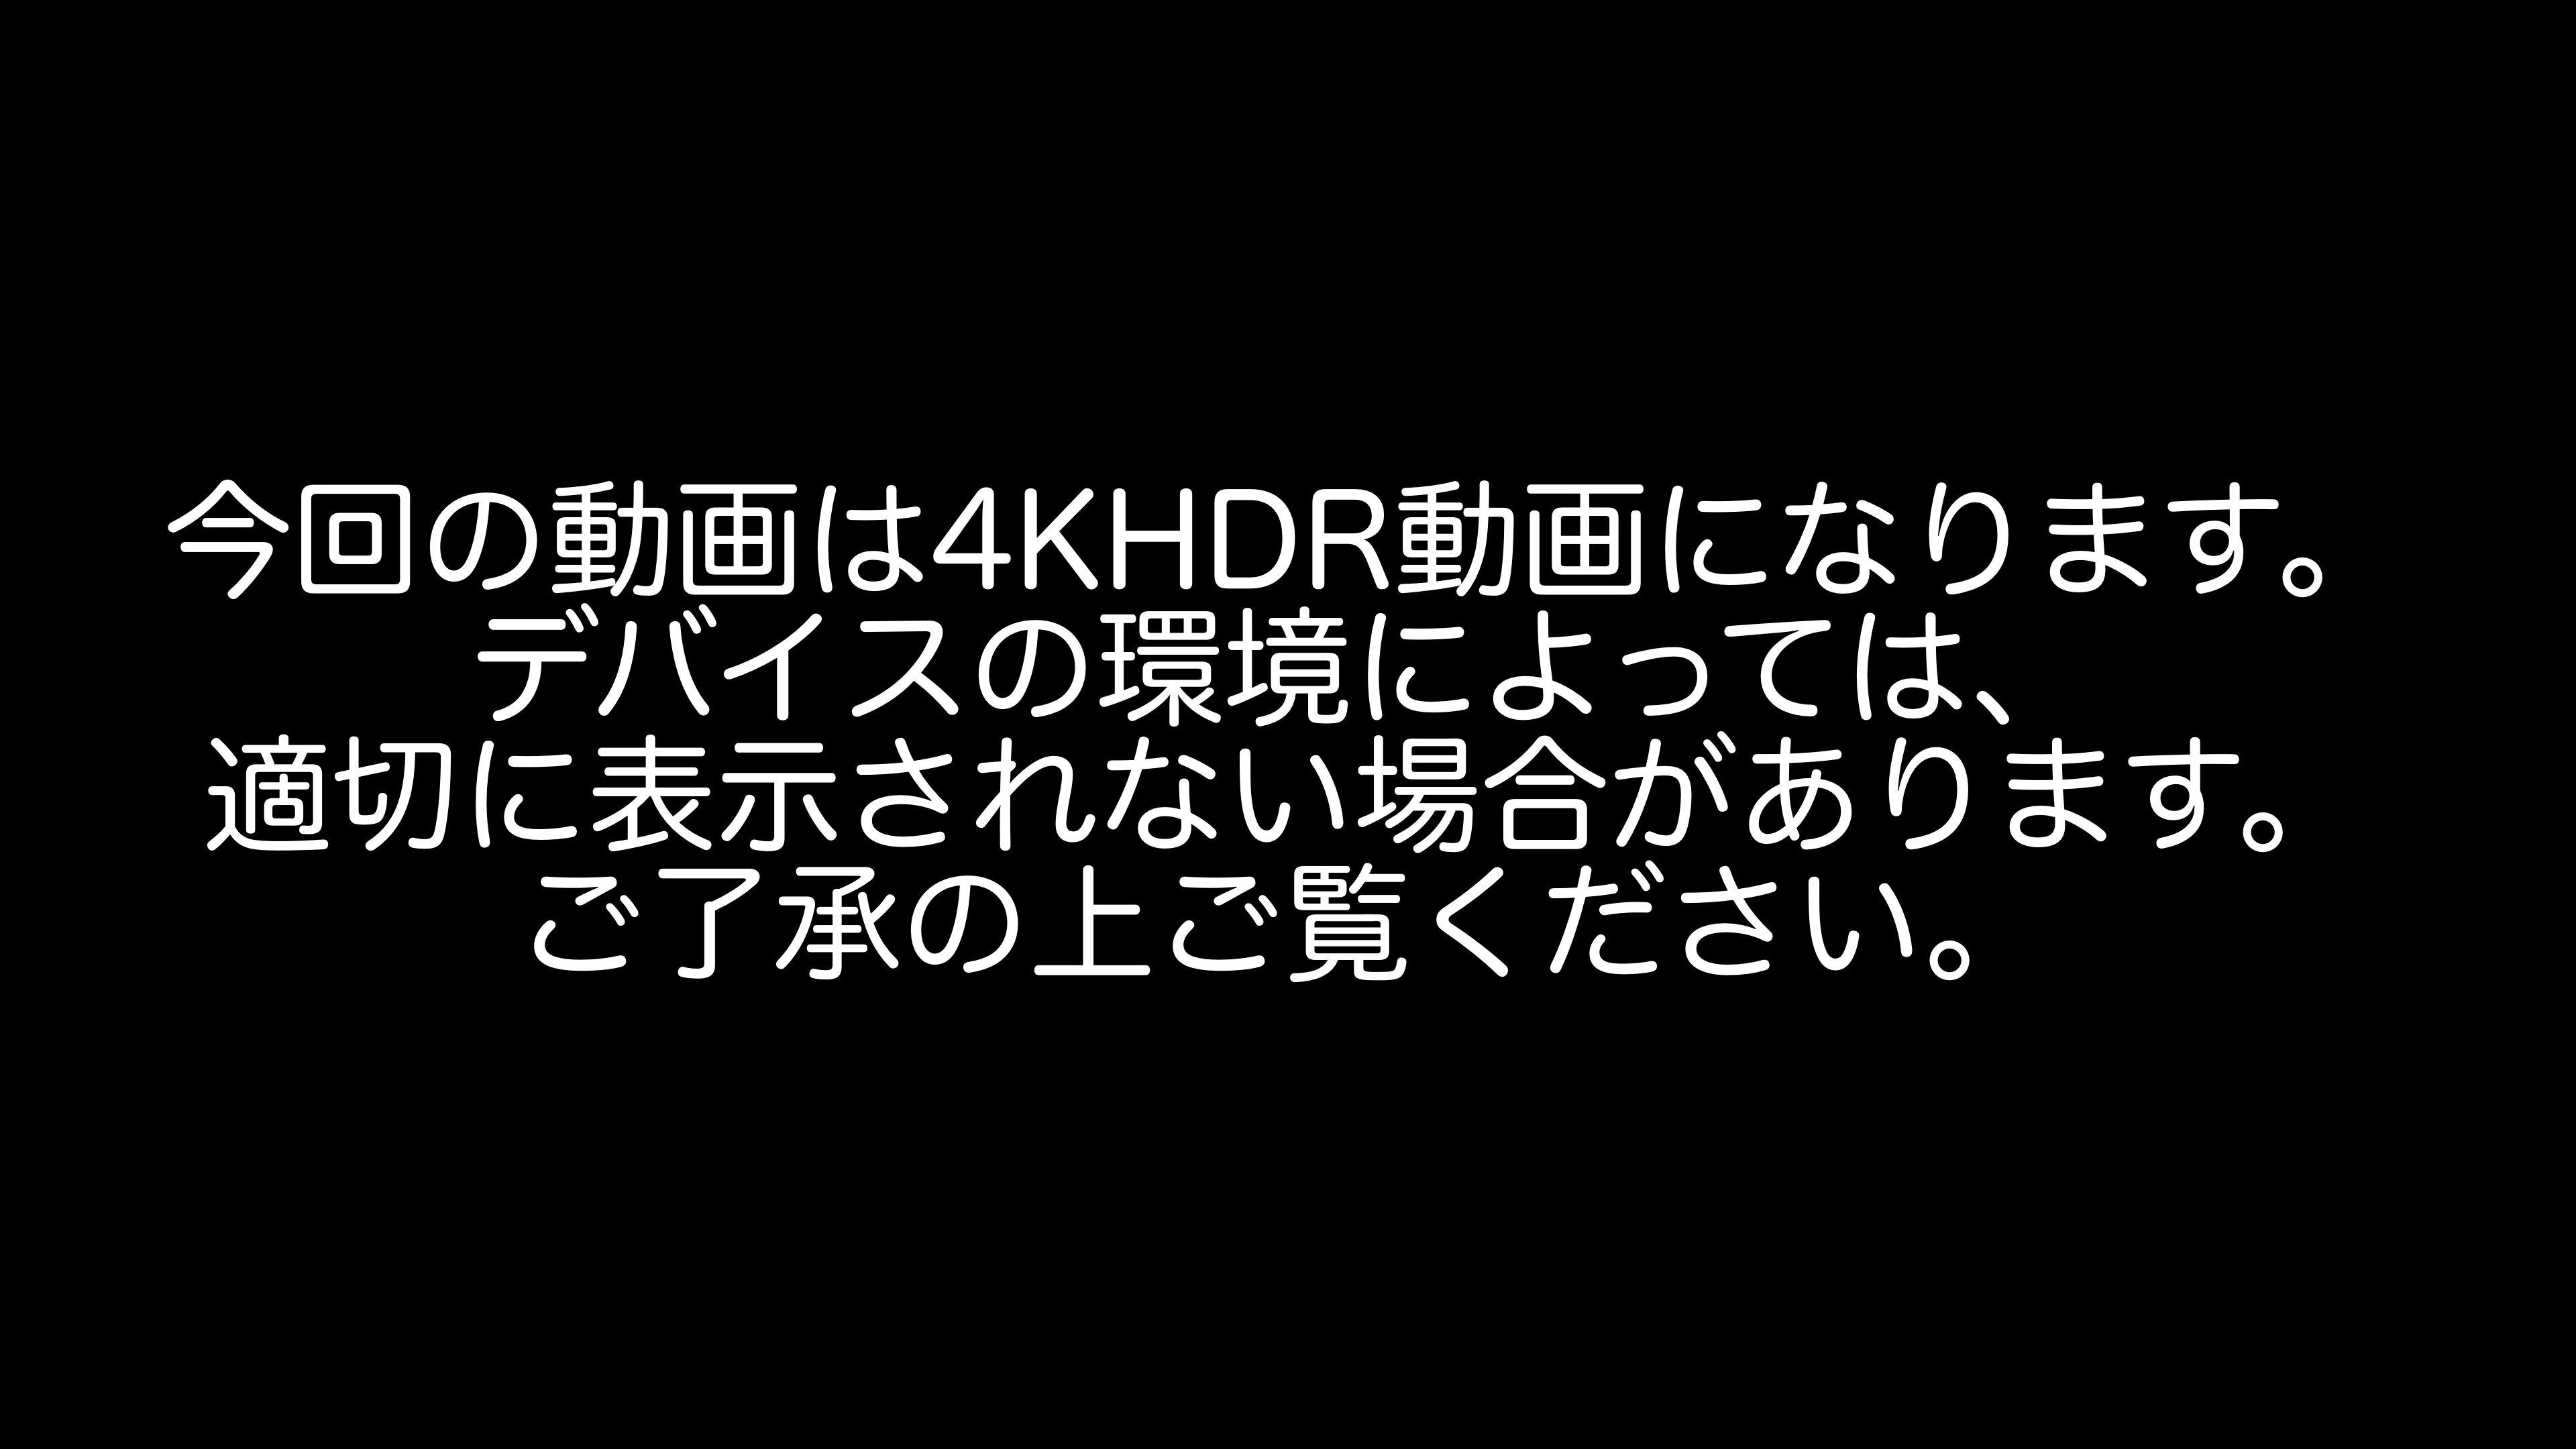 今回の動画は4KHDR動画になります。
デバイスの環境によっては、
適切に表示されない場合があります。
ご了承の上ご覧ください。